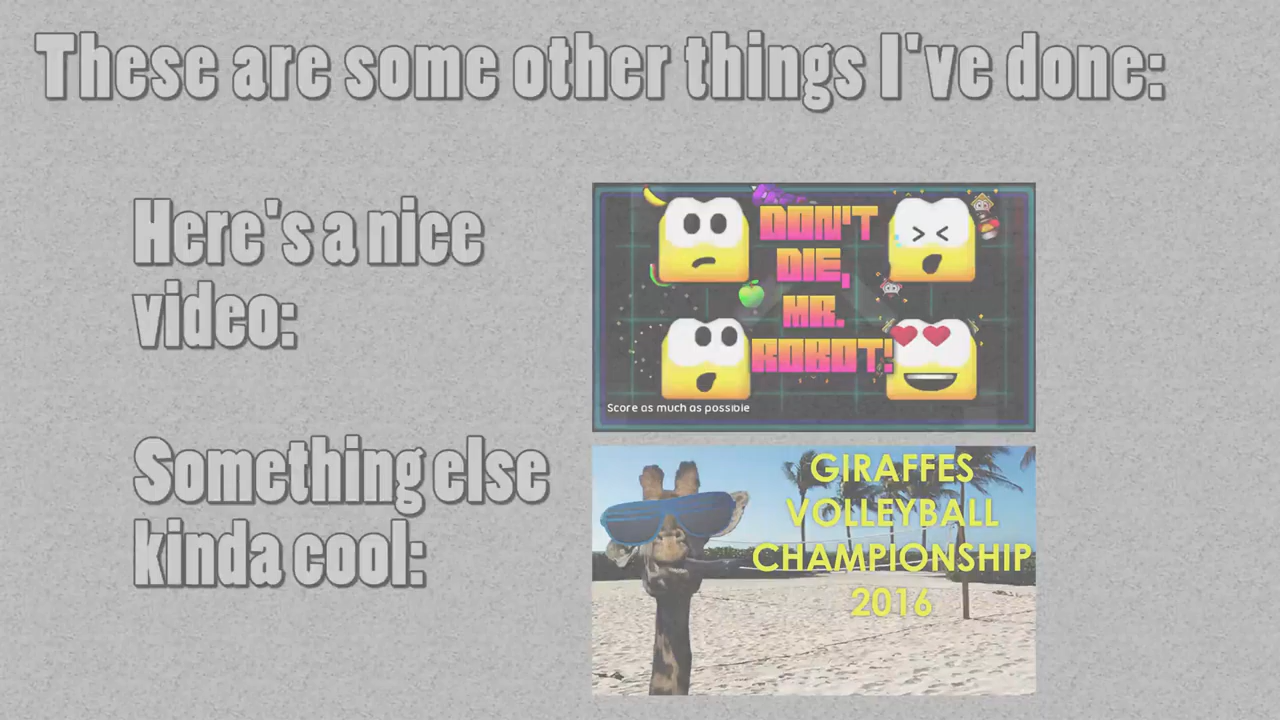 These are some other things I've done:
Here's a nice
video:
DON'T
DIE,
MR.
ROBOT!
Score as much as possible
Something else
kinda cool:
GIRAFFES
VOLLEYBALL
CHAMPIONSHIP
2016